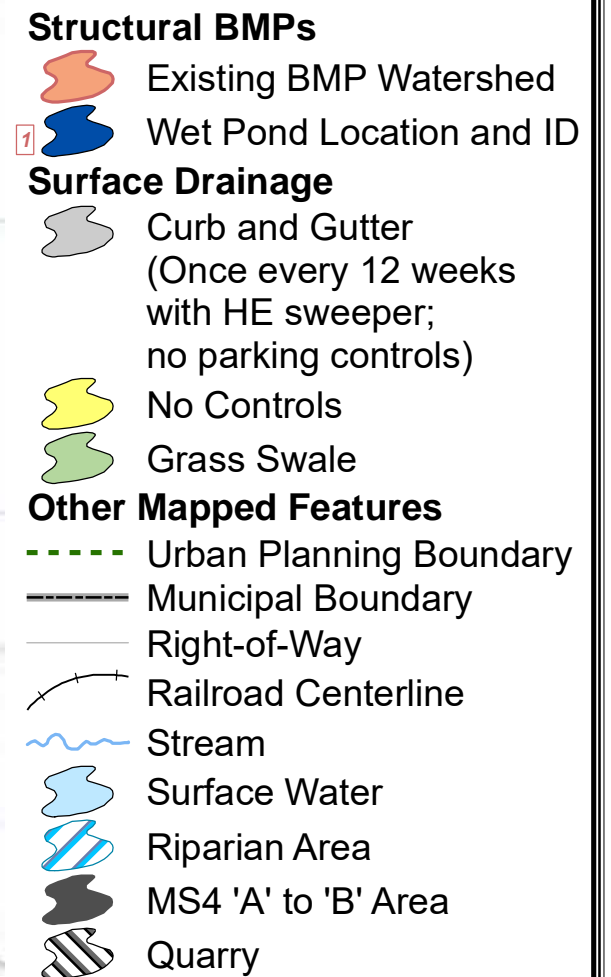 Structural BMPs
Existing BMP Watershed
1 Wet Pond Location and ID
Surface Drainage
Curb and Gutter
(Once every 12 weeks
with HE sweeper;
no parking controls)
No Controls
Grass Swale
Other Mapped Features
Urban Planning Boundary
Municipal Boundary
Right-of-Way
Railroad Centerline
Stream
Surface Water
Riparian Area
MS4 'A' to 'B' Area
Quarry